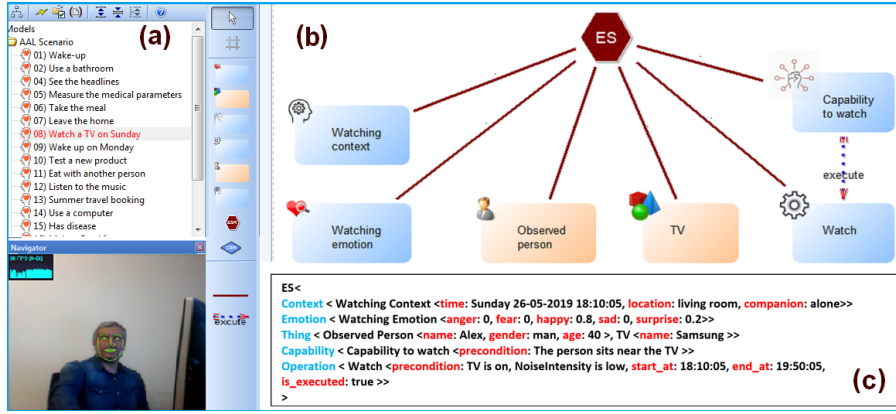 (a)
Models
AAL Scenario
01) Wake-up
02) Use a bathroom
04) See the headlines
05) Measure the medical parameters
06) Take the meal
07) Leave the home
08) Watch a TV on Sunday
09) Wake up on Monday
10) Test a new product
11) Eat with another person
12) Listen to the music
13) Summer travel booking
14) Use a computer
15) Has disease
Navigator
excute
(b)
ES
Watching
context
Capability
to watch
execute
Watching
emotion
Observed
person
TV
Watch
ES<
Context < Watching Context <time: Sunday 26-05-2019 18:10:05, location: living room, companion: alone>>
Emotion < Watching Emotion <anger: 0, fear: 0, happy: 0.8, sad: 0, surprise: 0.2>>
Thing < Observed Person <name: Alex, gender: man, age: 40 >, TV <name: Samsung >>
Capability < Capability to watch <precondition: The person sits near the TV >>
Operation < Watch <precondition: TV is on, NoiseIntensity is low, start_at: 18:10:05, end_at: 19:50:05,
is_executed: true >>
>
(c)